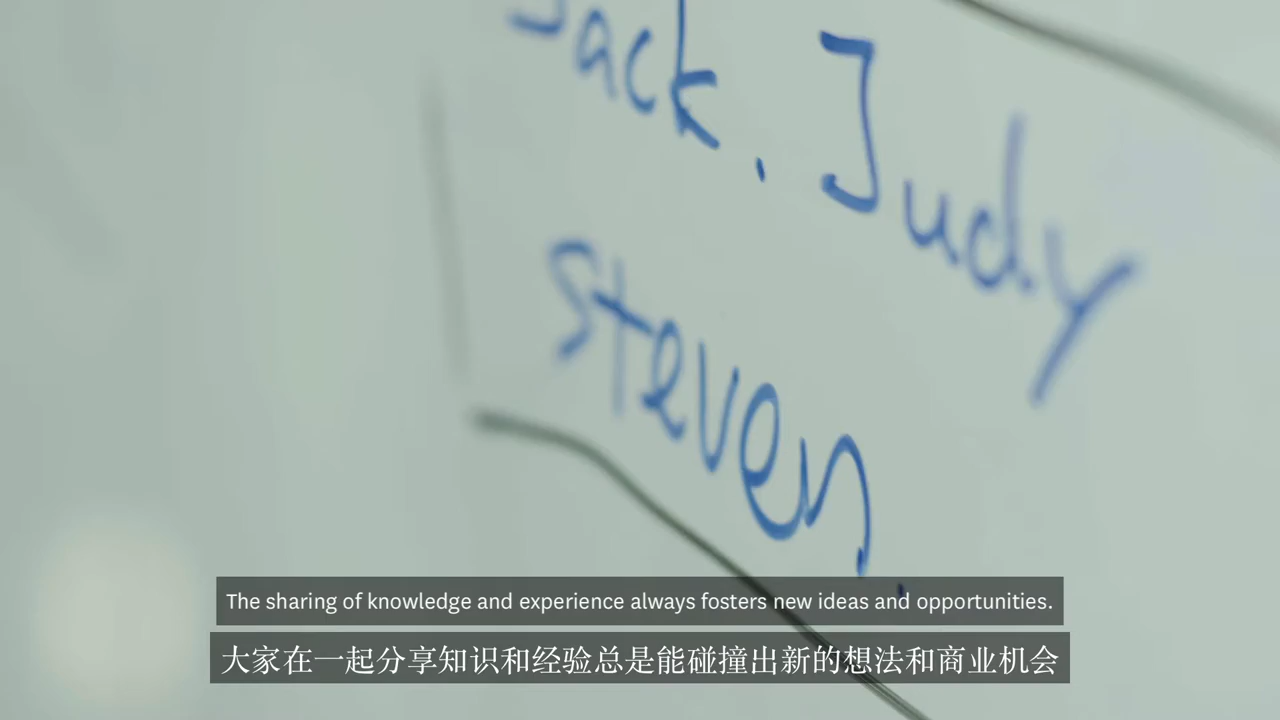 Jack. Judy
Steven.
The sharing of knowledge and experience always fosters new ideas and opportunities.
大家在一起分享知识和经验总是能碰撞出新的想法和商业机会